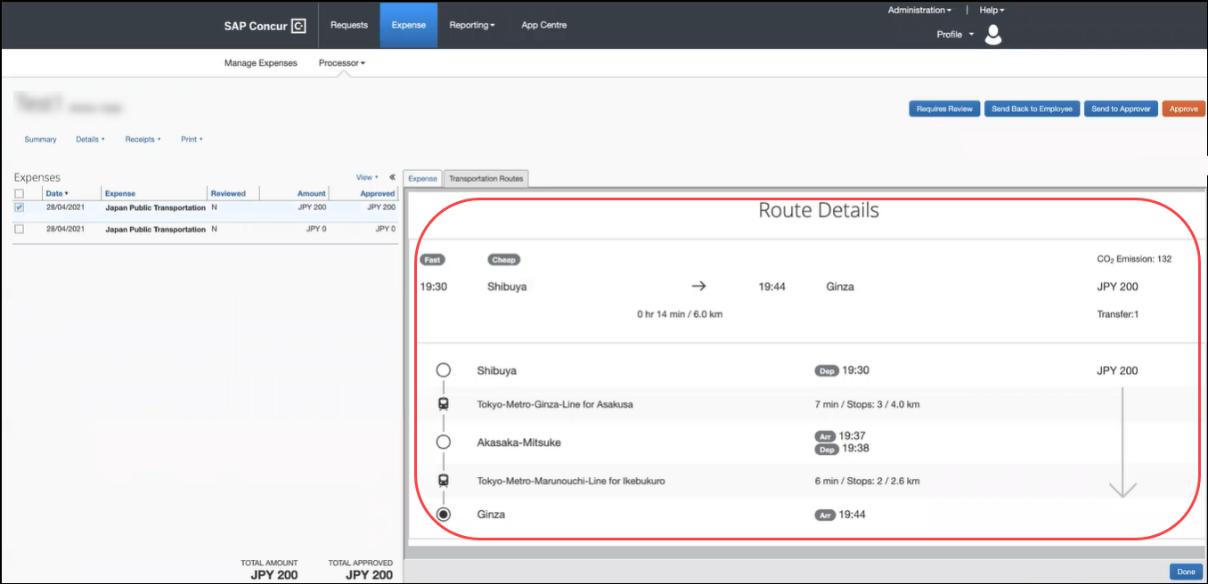 SAP Concur C Requests Expense Reporting App Centre Administration | Help
Profile
Manage Expenses Processor
Requires Review Send Back to Employee Send to Approver Approve
Summary Details Receipts Print
Expenses View «
Expense Transportation Routes
Date Expense Reviewed Amount Approved
28/04/2021 Japan Public Transportation N JPY 200 JPY 200
28/04/2021 Japan Public Transportation N JPY 0 JPY 0
Route Details
Fast Cheap CO₂ Emission: 132
19:30 Shibuya → 19:44 Ginza JPY 200
0 hr 14 min / 6.0 km Transfer:1
Shibuya Dep 19:30 JPY 200
Tokyo-Metro-Ginza-Line for Asakusa 7 min / Stops: 3 / 4.0 km
Akasaka-Mitsuke Arr 19:37
Dep 19:38
Tokyo-Metro-Marunouchi-Line for Ikebukuro 6 min / Stops: 2 / 2.6 km
Ginza Arr 19:44
TOTAL AMOUNT TOTAL APPROVED
JPY 200 JPY 200
Done